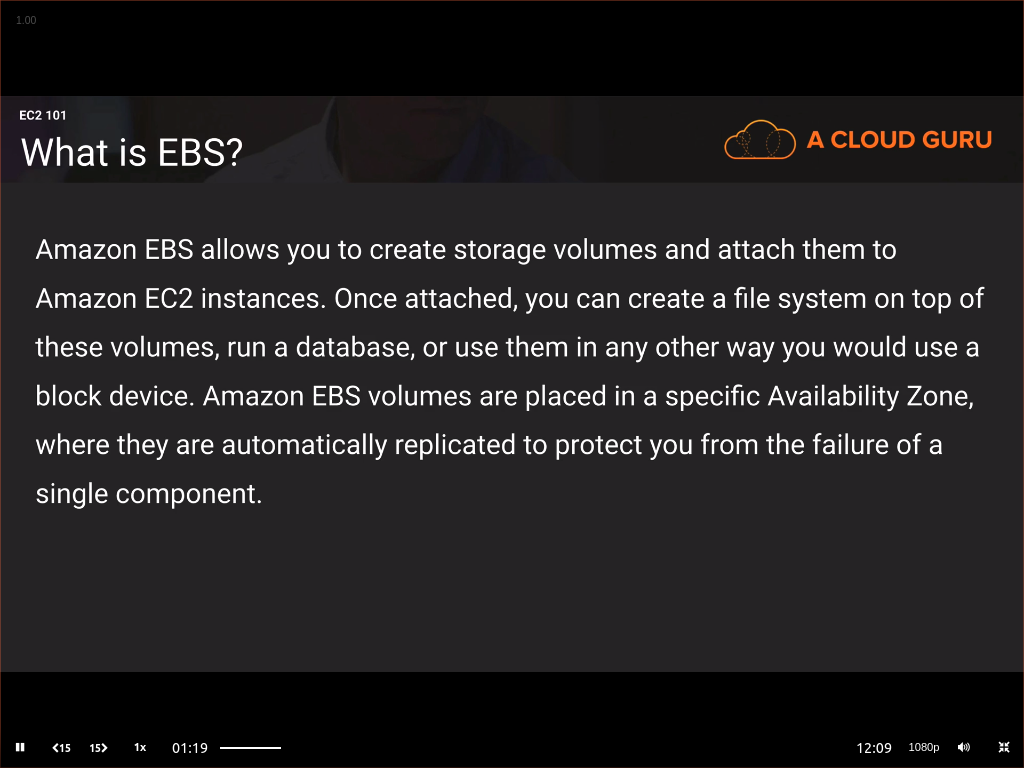 1.00
EC2 101
What is EBS?
A CLOUD GURU
Amazon EBS allows you to create storage volumes and attach them to
Amazon EC2 instances. Once attached, you can create a file system on top of
these volumes, run a database, or use them in any other way you would use a
block device. Amazon EBS volumes are placed in a specific Availability Zone,
where they are automatically replicated to protect you from the failure of a
single component.
15 15 1x 01:19 12:09 1080p